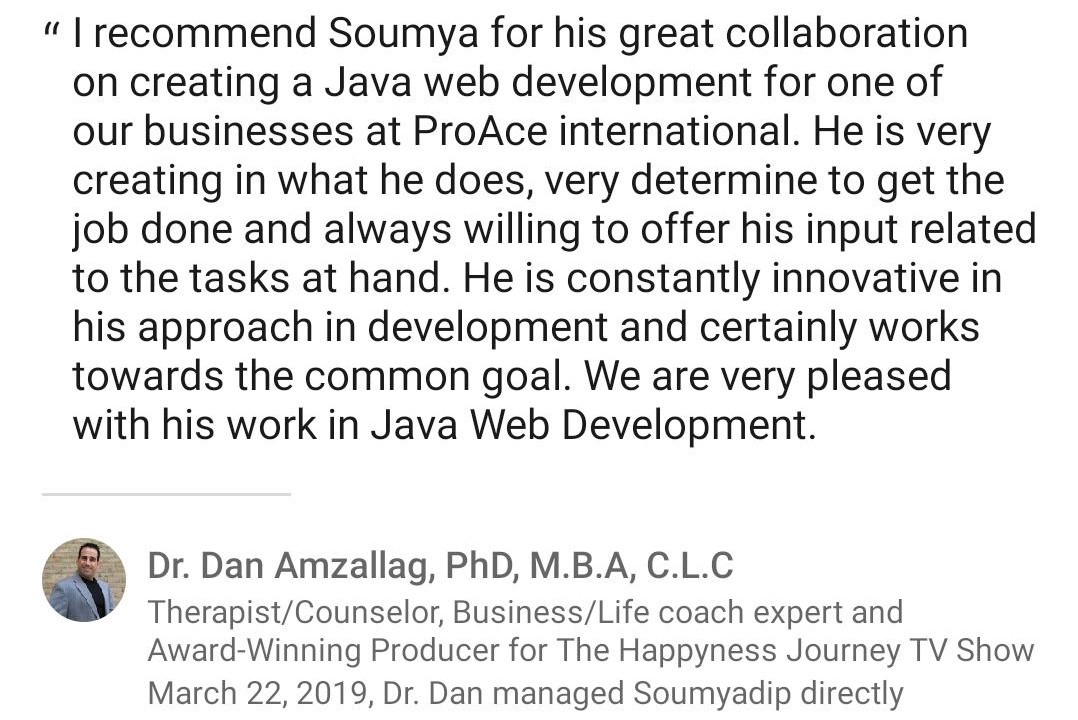 “ I recommend Soumya for his great collaboration
on creating a Java web development for one of
our businesses at ProAce international. He is very
creating in what he does, very determine to get the
job done and always willing to offer his input related
to the tasks at hand. He is constantly innovative in
his approach in development and certainly works
towards the common goal. We are very pleased
with his work in Java Web Development.
Dr. Dan Amzallag, PhD, M.B.A, C.L.C
Therapist/Counselor, Business/Life coach expert and
Award-Winning Producer for The Happyness Journey TV Show
March 22, 2019, Dr. Dan managed Soumyadip directly